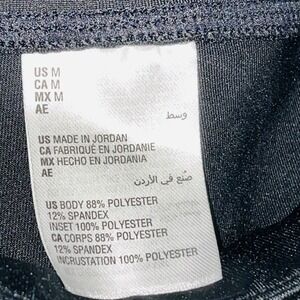 US M
CA M
MX M
AE
وسط
US MADE IN JORDAN
CA FABRIQUÉ EN JORDANIE
MX HECHO EN JORDANIA
AE
صنع في الأردن
US BODY 88% POLYESTER
12% SPANDEX
INSET 100% POLYESTER
CA CORPS 88% POLYESTER
12% SPANDEX
INCRUSTATION 100% POLYESTER